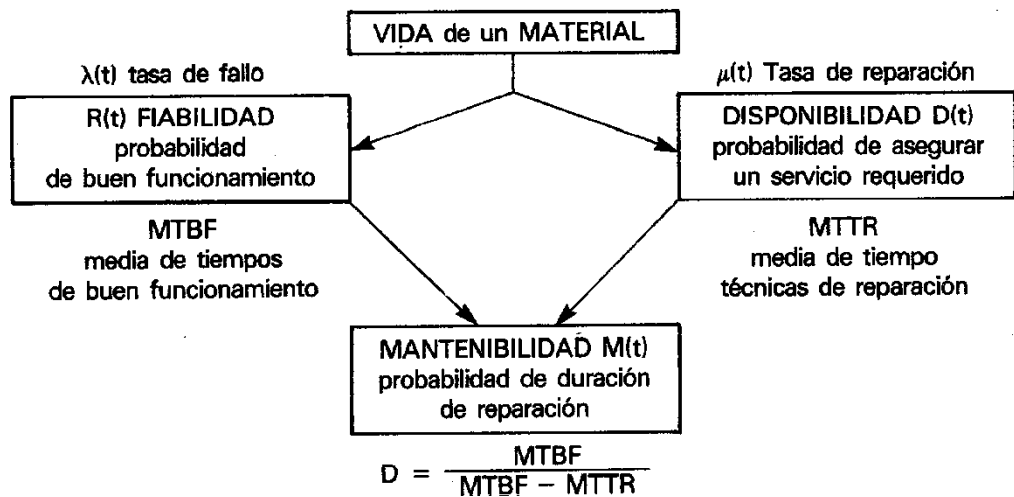 VIDA de un MATERIAL
λ(t) tasa de fallo
R(t) FIABILIDAD
probabilidad
de buen funcionamiento
MTBF
media de tiempos
de buen funcionamiento
μ(t) Tasa de reparación
DISPONIBILIDAD D(t)
probabilidad de asegurar
un servicio requerido
MTTR
media de tiempo
técnicas de reparación
MANTENIBILIDAD M(t)
probabilidad de duración
de reparación
D = MTBF / MTBF – MTTR